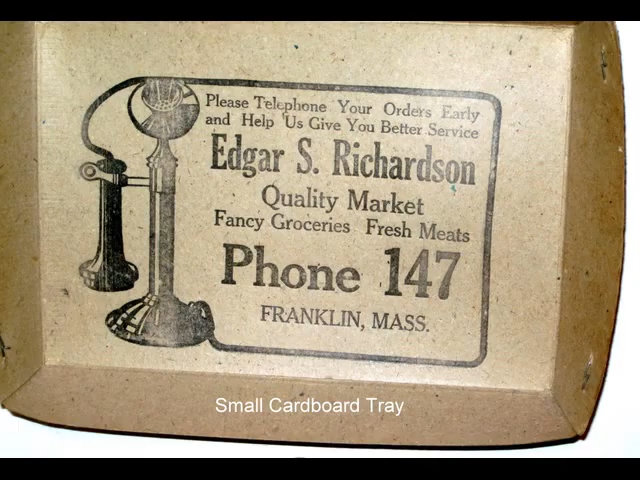 Please Telephone Your Orders Early
and Help Us Give You Better Service
Edgar S. Richardson
Quality Market
Fancy Groceries Fresh Meats
Phone 147
FRANKLIN, MASS.
Small Cardboard Tray